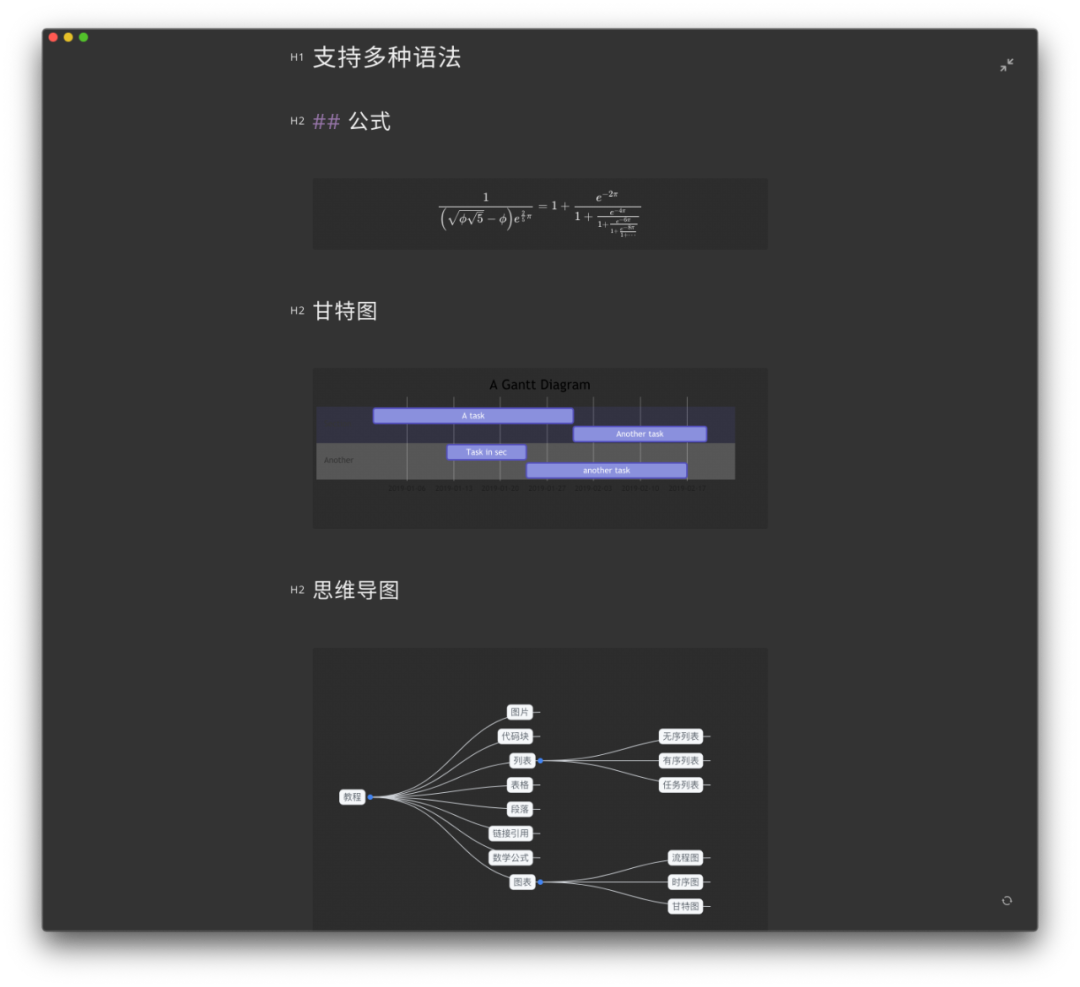 H1 支持多种语法
H2 ## 公式
\frac{1}{\left(\sqrt{\phi\sqrt{5}}-\phi\right)e^{\frac{2}{5}\pi}} = 1+\frac{e^{-2\pi}}{1+\frac{e^{-4\pi}}{1+\frac{e^{-6\pi}}{1+\frac{e^{-8\pi}}{1+\cdots}}}}
H2 甘特图
A Gantt Diagram
A task
Another task
Another
Task in sec
another task
H2 思维导图
图片
代码块
无序列表
列表
有序列表
表格
任务列表
教程
段落
链接引用
数学公式
流程图
图表
时序图
甘特图